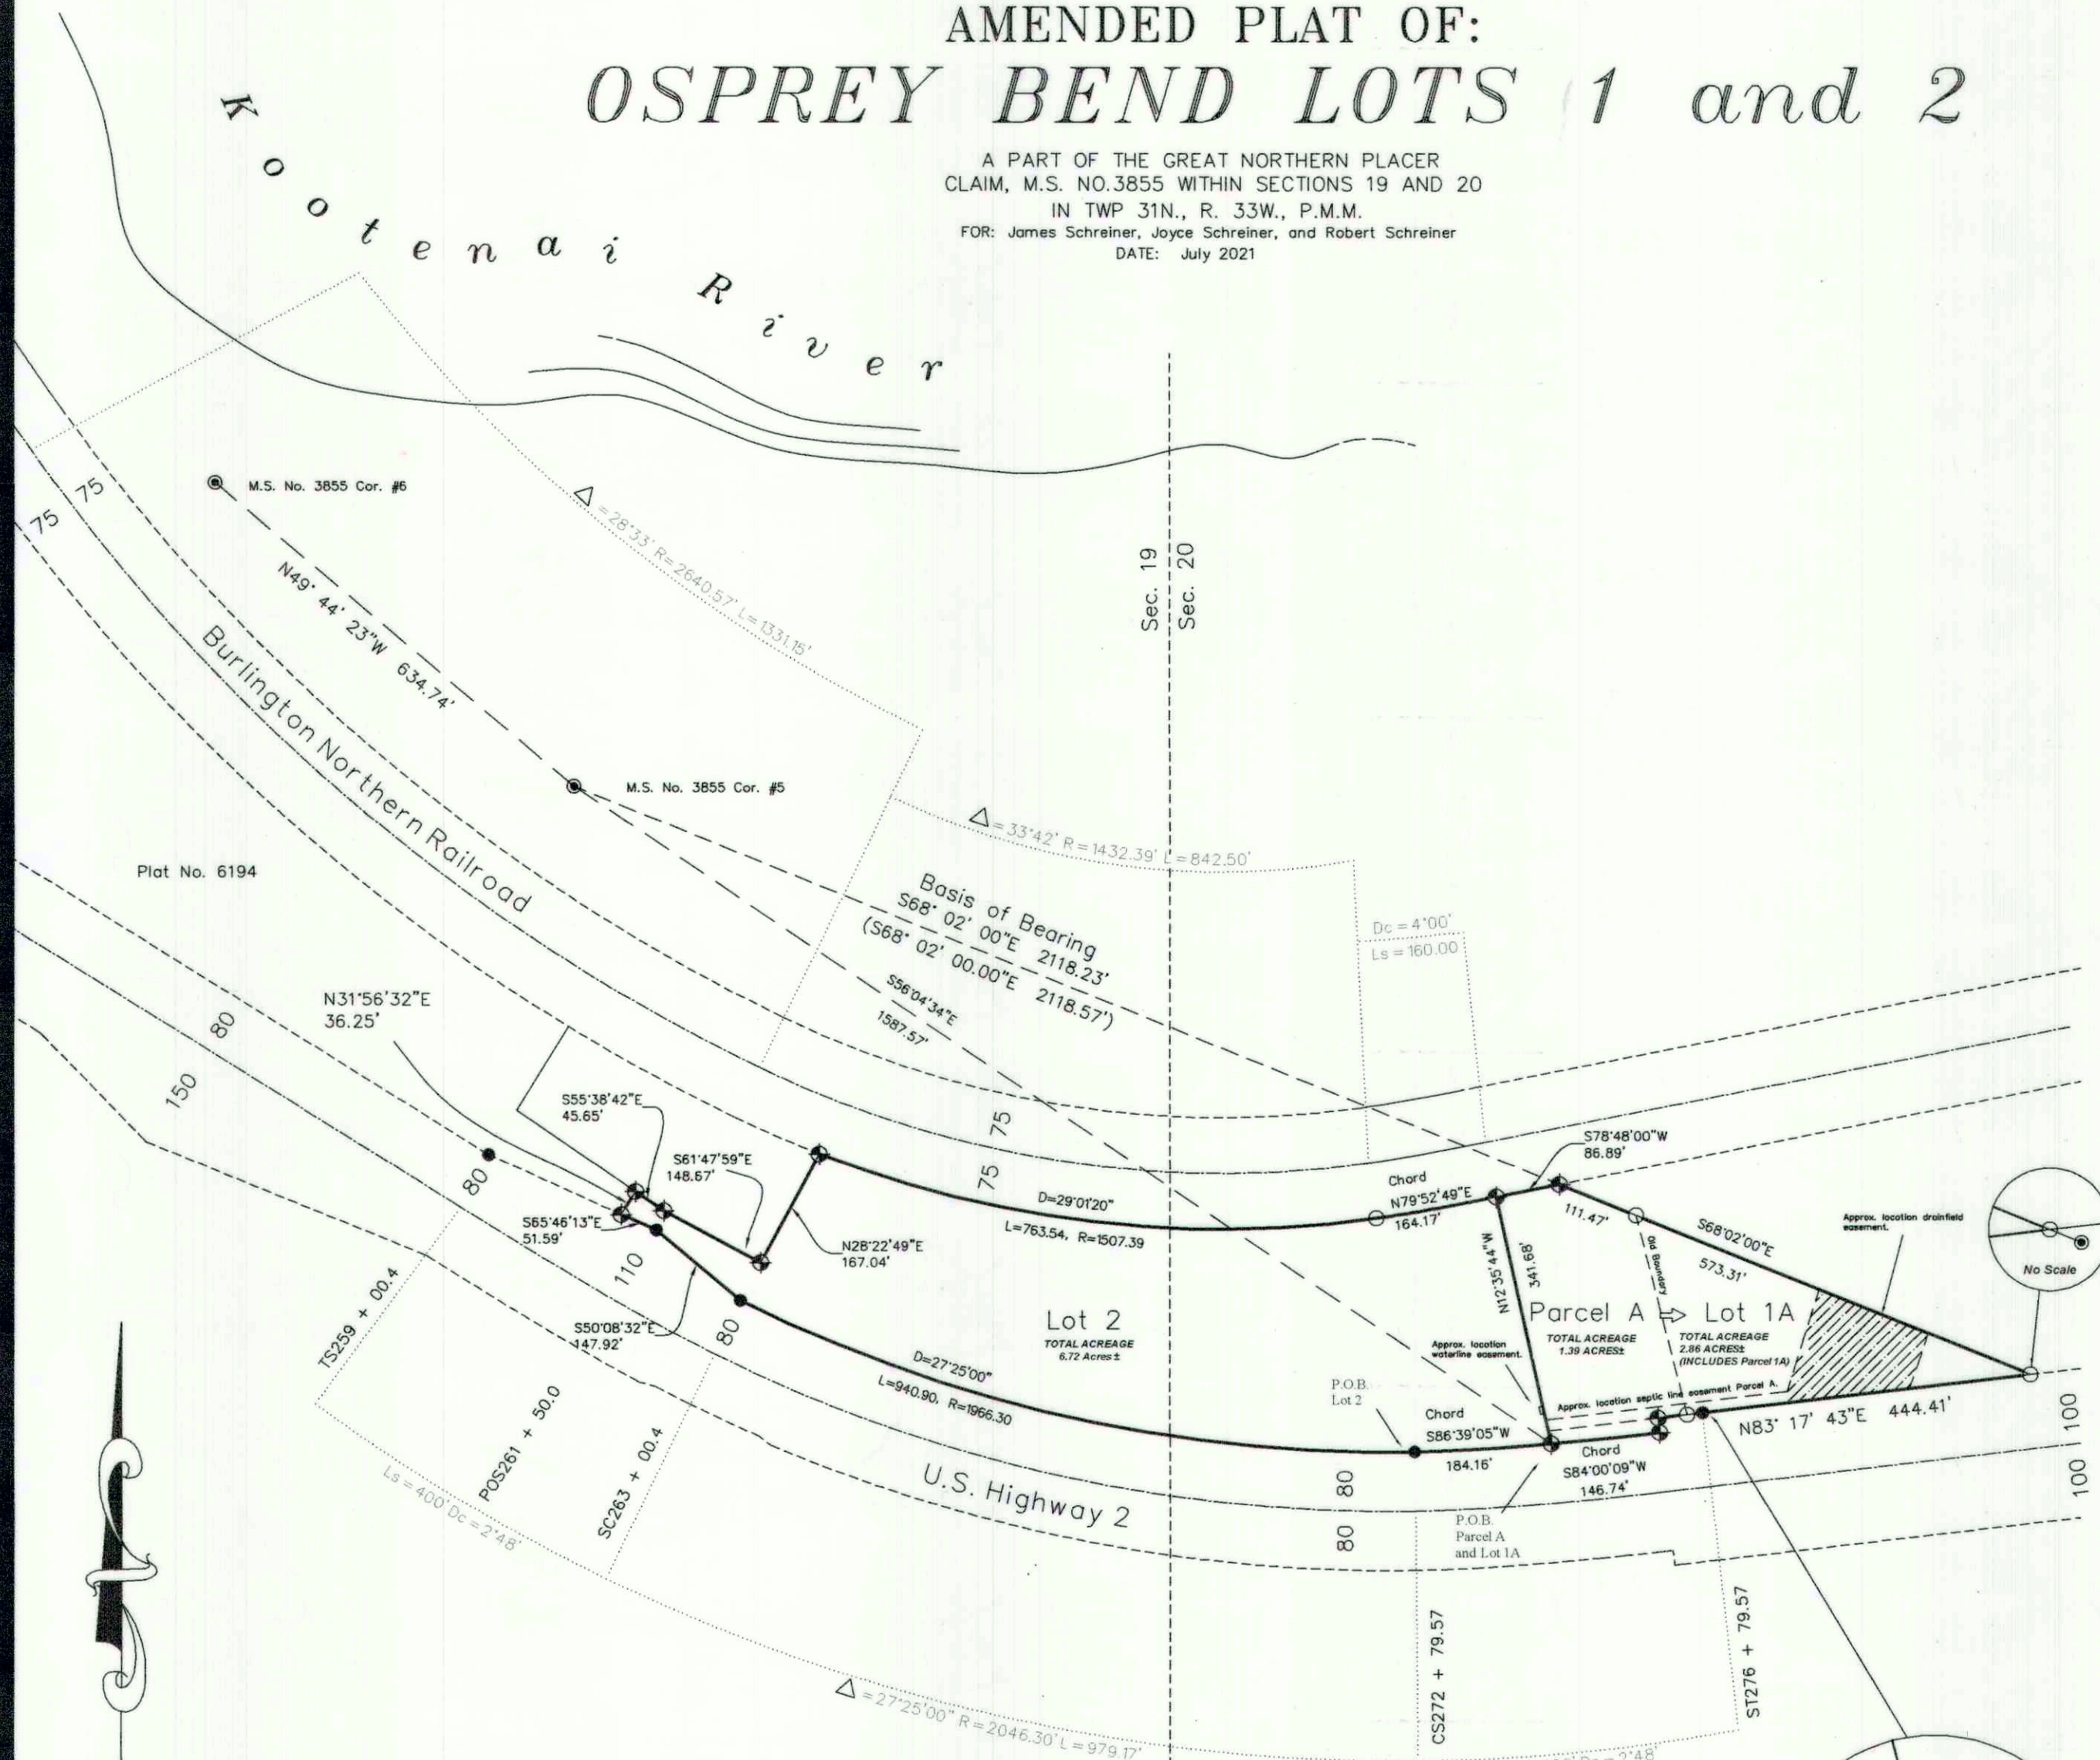 AMENDED PLAT OF:
OSPREY BEND LOTS 1 and 2
A PART OF THE GREAT NORTHERN PLACER
CLAIM, M.S. NO.3855 WITHIN SECTIONS 19 AND 20
IN TWP 31N., R. 33W., P.M.M.
FOR: James Schreiner, Joyce Schreiner, and Robert Schreiner
DATE: July 2021
Kootenai River
75
75
M.S. No. 3855 Cor. #6
△=28°33' R=2640.57' L=1331.15'
N49° 44' 23"W 634.74'
Sec. 19
Sec. 20
Burlington Northern Railroad
M.S. No. 3855 Cor. #5
△=33°42' R=1432.39' L=842.50'
Plat No. 6194
Basis of Bearing
S68° 02' 00"E 2118.23'
(S68° 02' 00.00"E 2118.57')
Dc = 4°00'
Ls = 160.00
S56°04'34"E
1587.57'
N31°56'32"E
36.25'
80
150
S55°38'42"E
45.65'
75
75
S61°47'59"E
148.67'
S78°48'00"W
86.89'
80
Chord
N79°52'49"E
164.17'
D=29°01'20"
L=763.54, R=1507.39
111.47'
S68°02'00"E
573.31'
Approx. location drainfield
easement.
No Scale
S65°46'13"E
51.59'
N28°22'49"E
167.04'
110
N12°35'44"W
341.68'
Old Boundary
Lot 2
TOTAL ACREAGE
6.72 Acres±
Parcel A ⇨ Lot 1A
TOTAL ACREAGE
1.39 ACRES±
TOTAL ACREAGE
2.86 ACRES±
(INCLUDES Parcel 1A)
TS259 + 00.4
S50°08'32"E
147.92'
80
Approx. location
waterline easement.
D=27°25'00"
L=940.90, R=1966.30
P.O.B.
Lot 2
Approx. location septic line easement Parcel A.
Chord
S86°39'05"W
184.16'
N83° 17' 43"E 444.41'
100
100
Chord
S84°00'09"W
146.74'
POS261 + 50.0
SC263 + 00.4
Ls = 400' Dc = 2°48'
U.S. Highway 2
80
80
P.O.B.
Parcel A
and Lot 1A
CS272 + 79.57
ST276 + 79.57
△=27°25'00" R=2046.30' L=979.17'